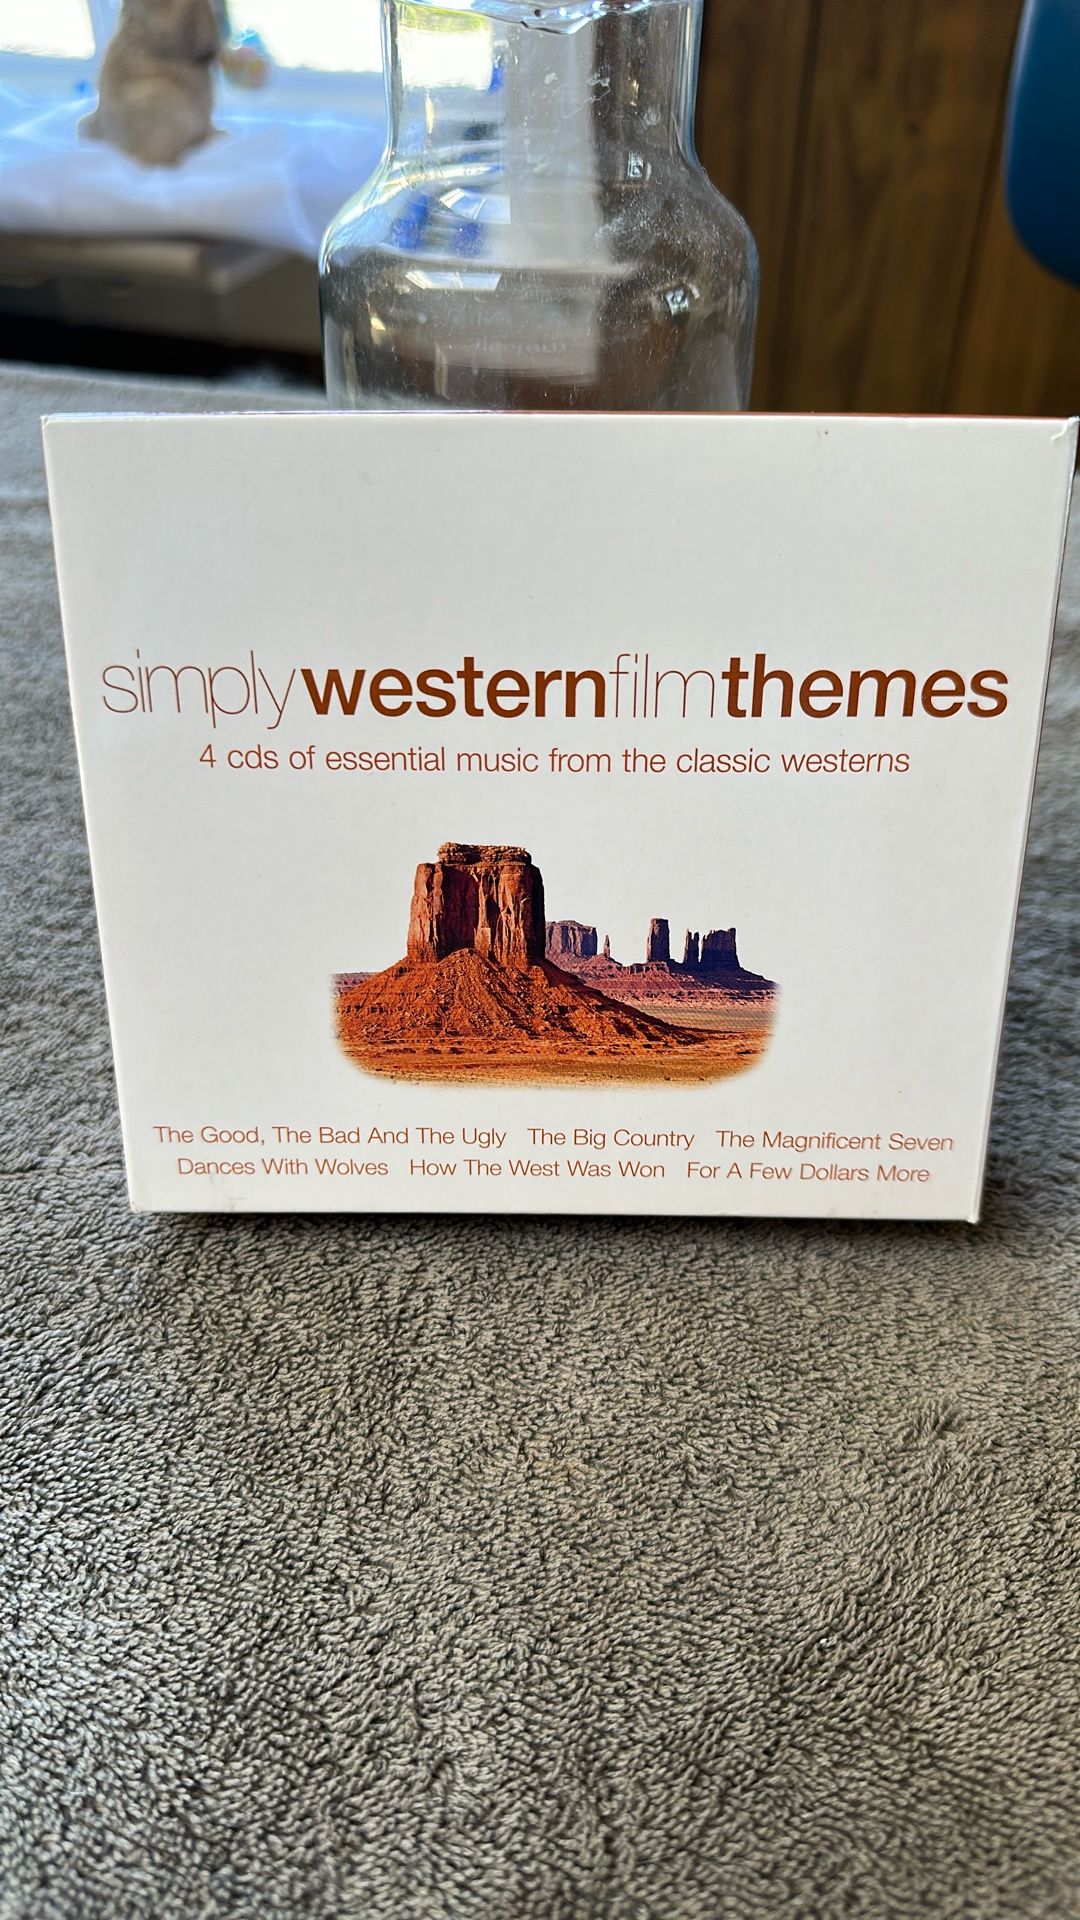 simplywesternfilmthemes
4 cds of essential music from the classic westerns
The Good, The Bad And The Ugly The Big Country The Magnificent Seven
Dances With Wolves How The West Was Won For A Few Dollars More